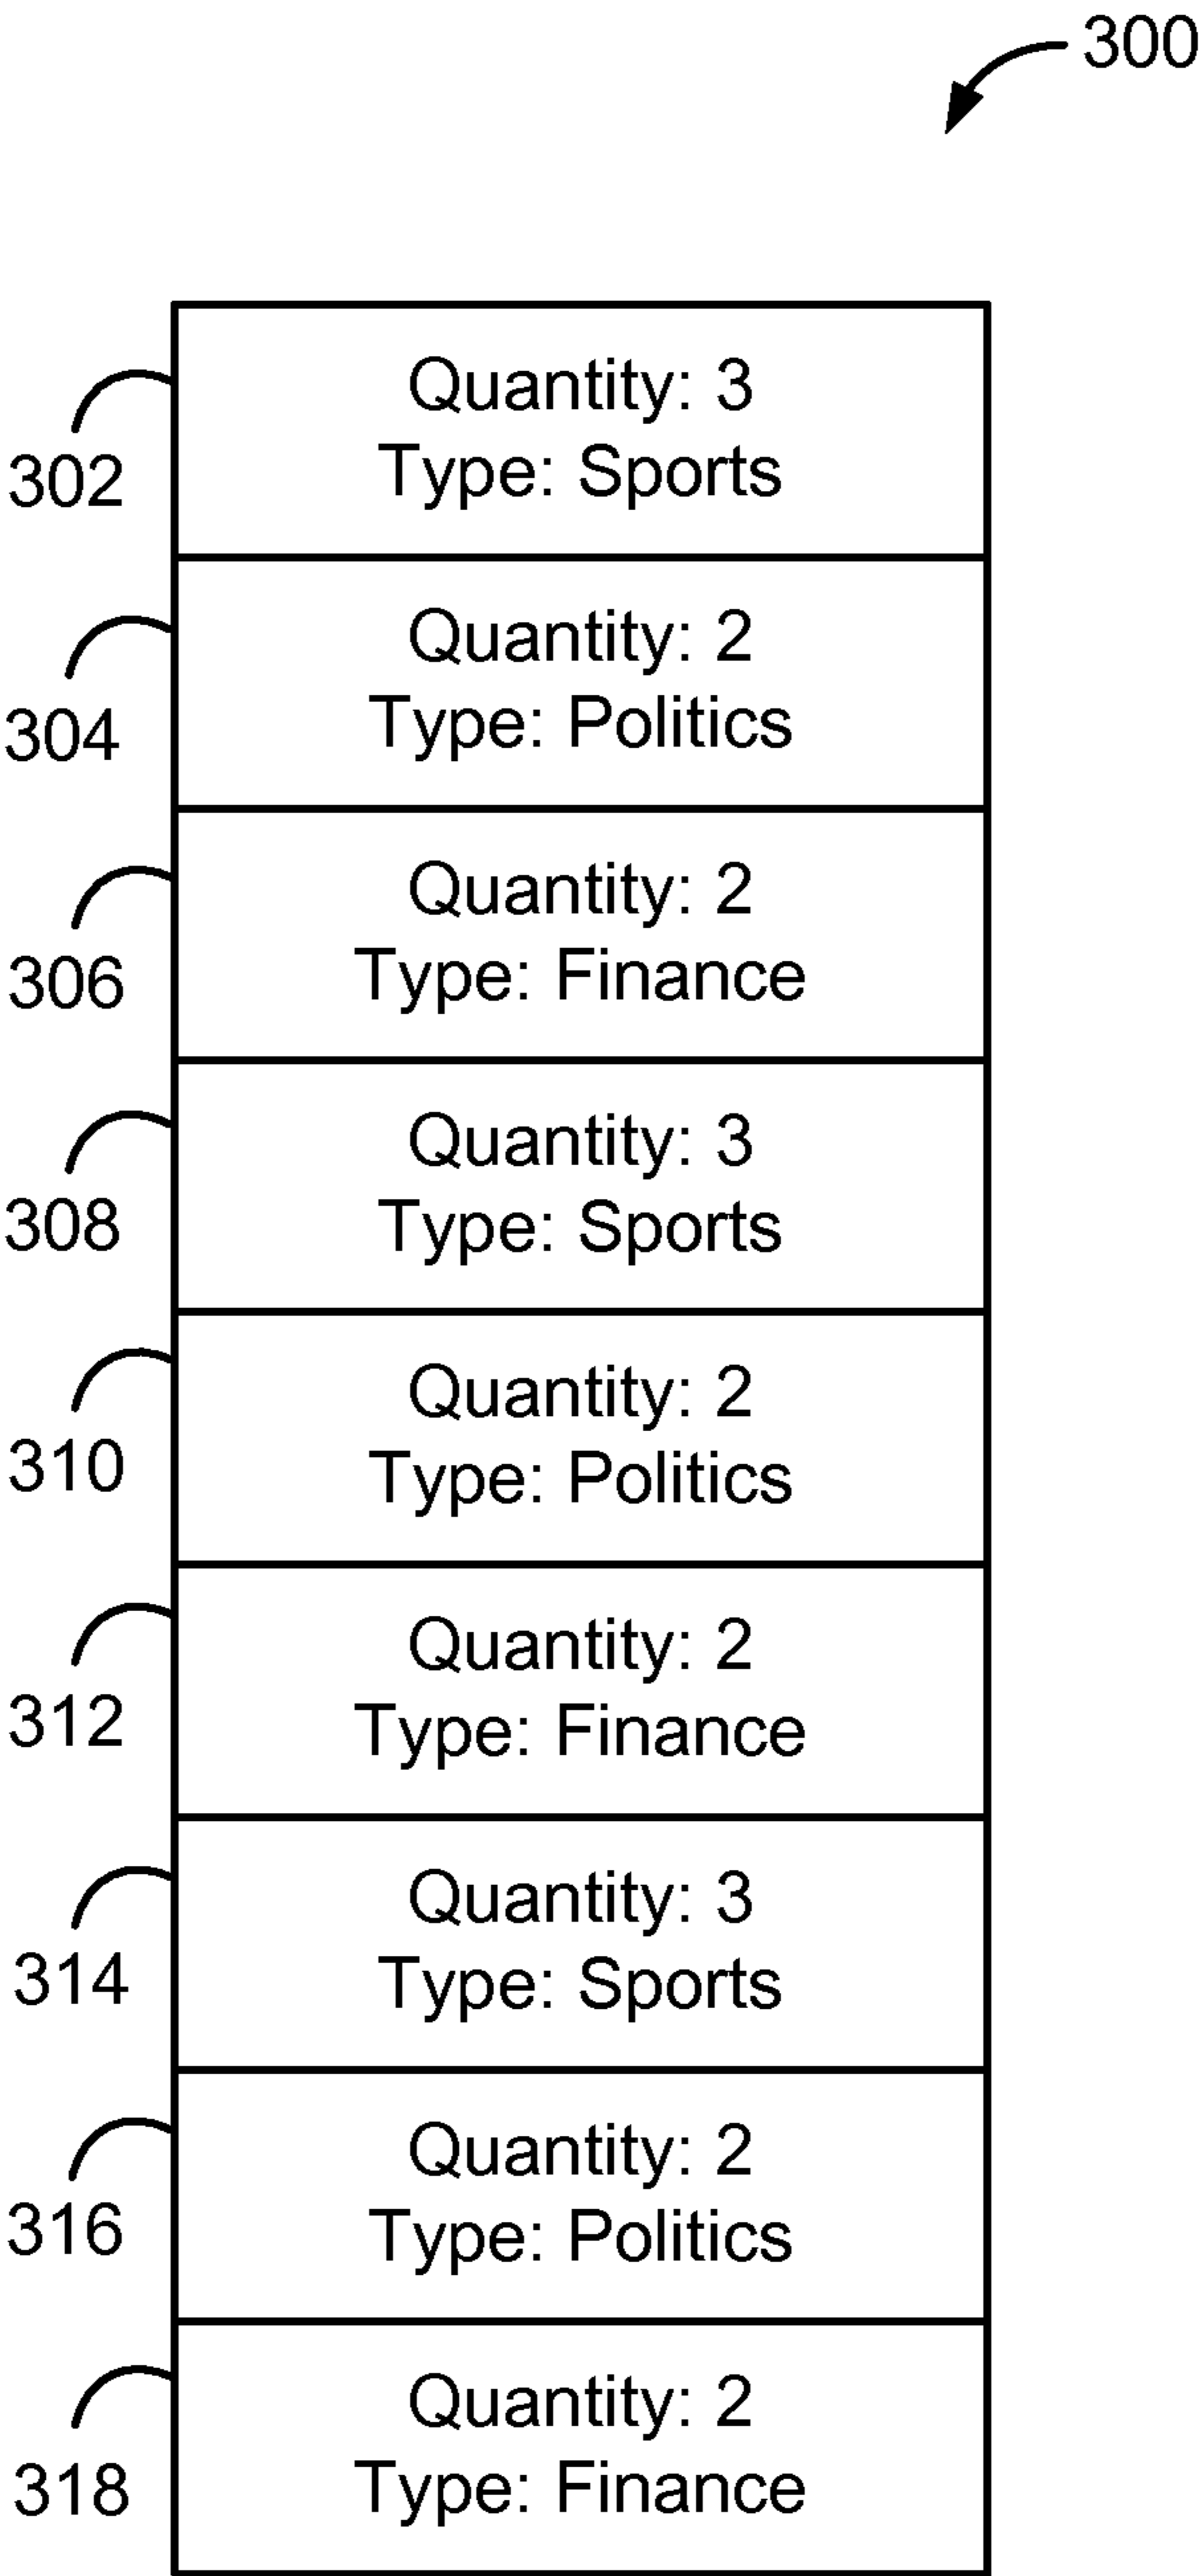 300
Quantity: 3
Type: Sports
302
Quantity: 2
Type: Politics
304
Quantity: 2
Type: Finance
306
Quantity: 3
Type: Sports
308
Quantity: 2
Type: Politics
310
Quantity: 2
Type: Finance
312
Quantity: 3
Type: Sports
314
Quantity: 2
Type: Politics
316
Quantity: 2
Type: Finance
318